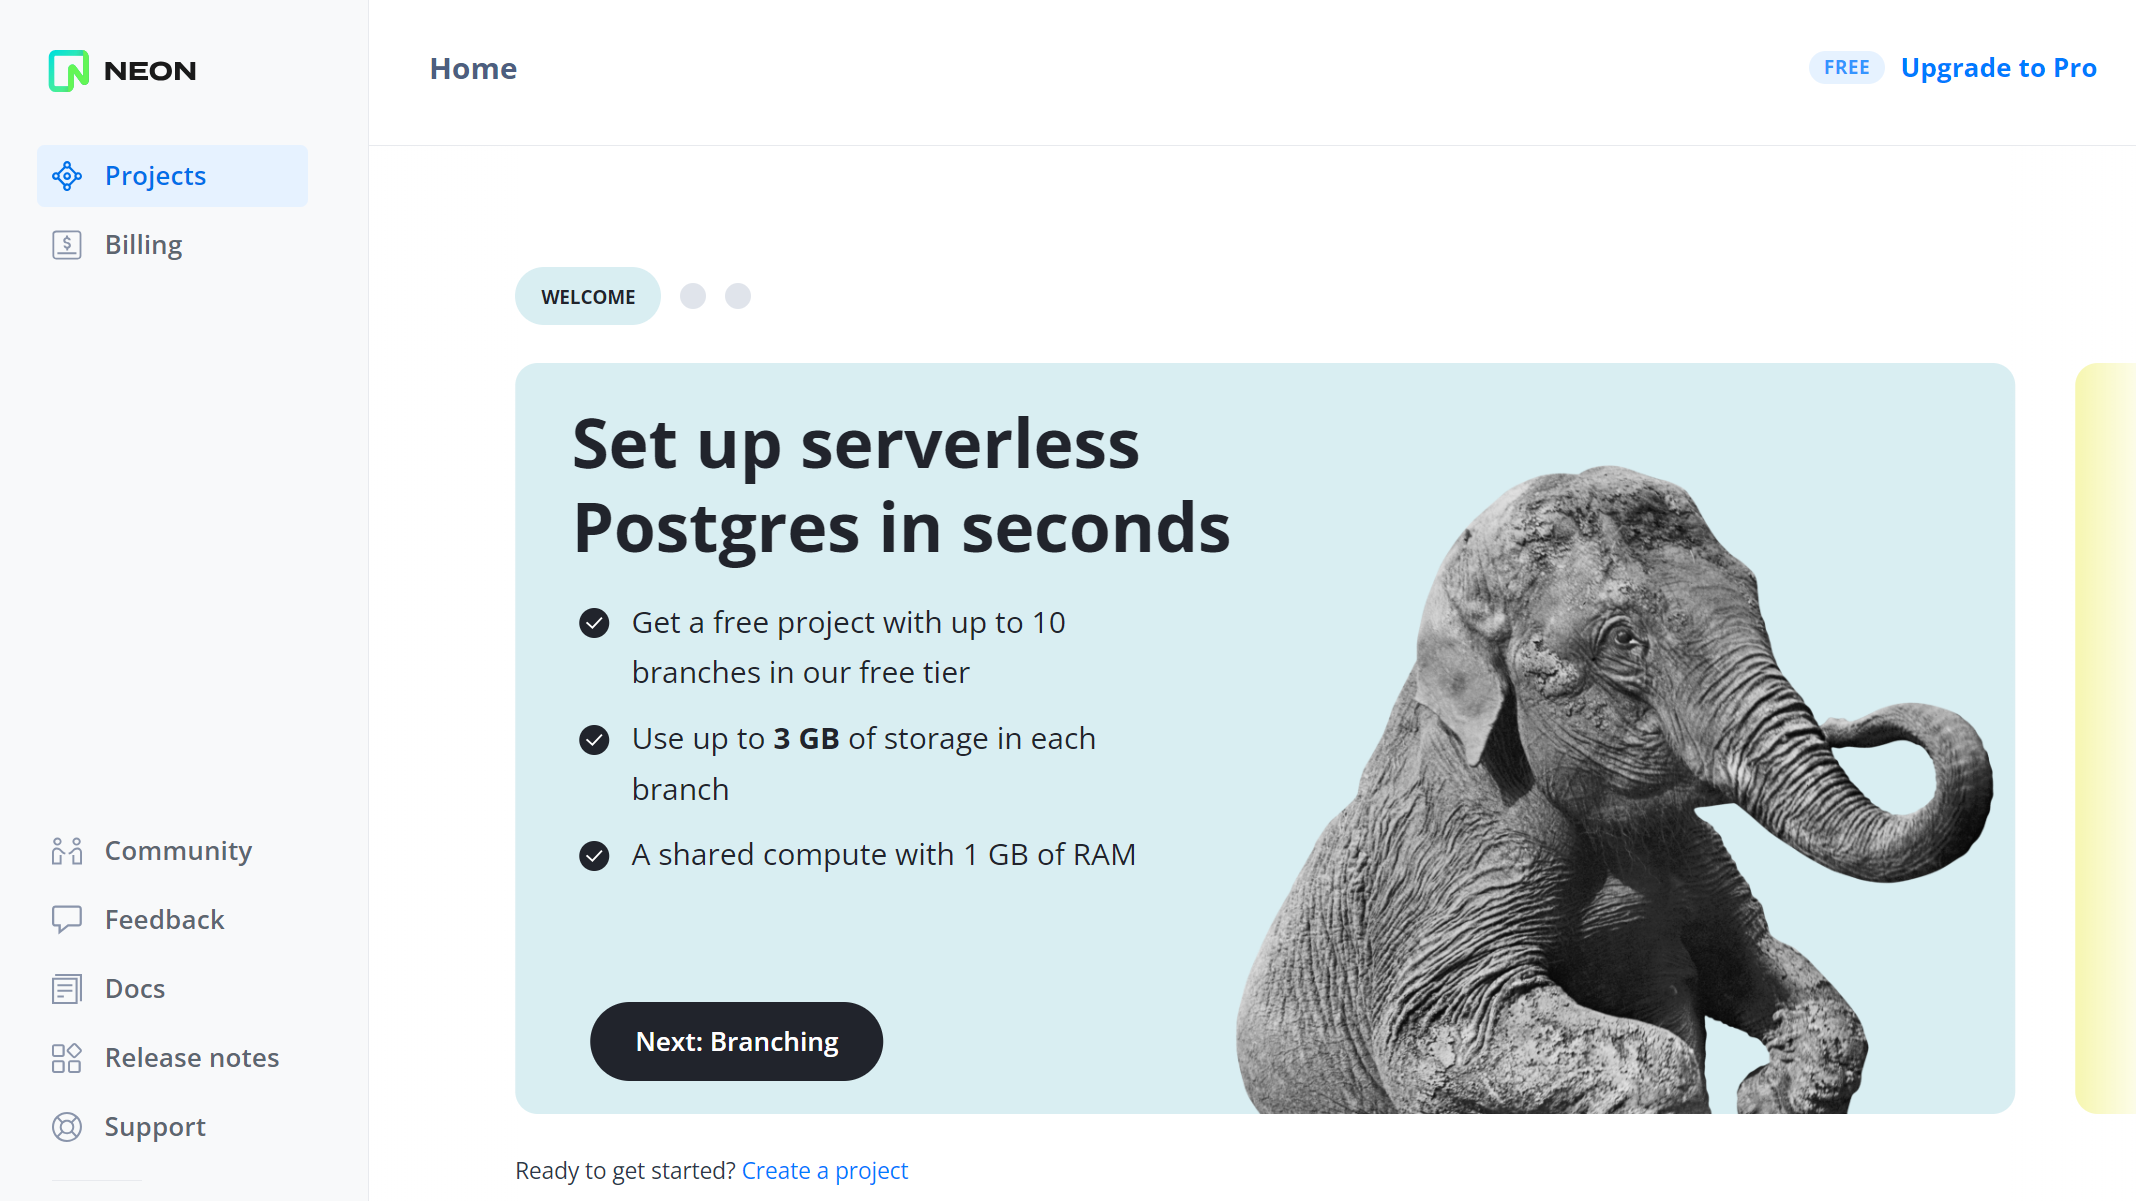 NEON
Home
FREE
Upgrade to Pro
Projects
Billing
WELCOME
Set up serverless
Postgres in seconds
Get a free project with up to 10
branches in our free tier
Use up to 3 GB of storage in each
branch
A shared compute with 1 GB of RAM
Next: Branching
Ready to get started? Create a project
Community
Feedback
Docs
Release notes
Support